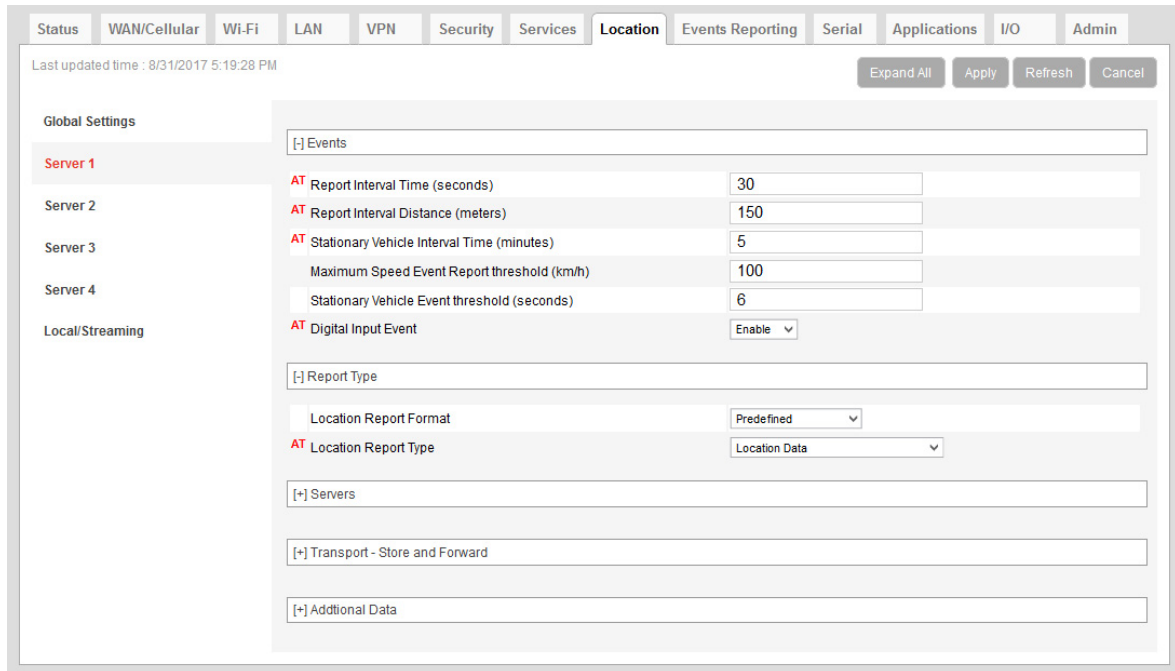 Status WAN/Cellular Wi-Fi LAN VPN Security Services Location Events Reporting Serial Applications I/O Admin
Last updated time : 8/31/2017 5:19:28 PM
Expand All Apply Refresh Cancel
Global Settings
Server 1
Server 2
Server 3
Server 4
Local/Streaming
[-] Events
AT Report Interval Time (seconds) 30
AT Report Interval Distance (meters) 150
AT Stationary Vehicle Interval Time (minutes) 5
Maximum Speed Event Report threshold (km/h) 100
Stationary Vehicle Event threshold (seconds) 6
AT Digital Input Event Enable
[-] Report Type
Location Report Format Predefined
AT Location Report Type Location Data
[+] Servers
[+] Transport - Store and Forward
[+] Addtional Data